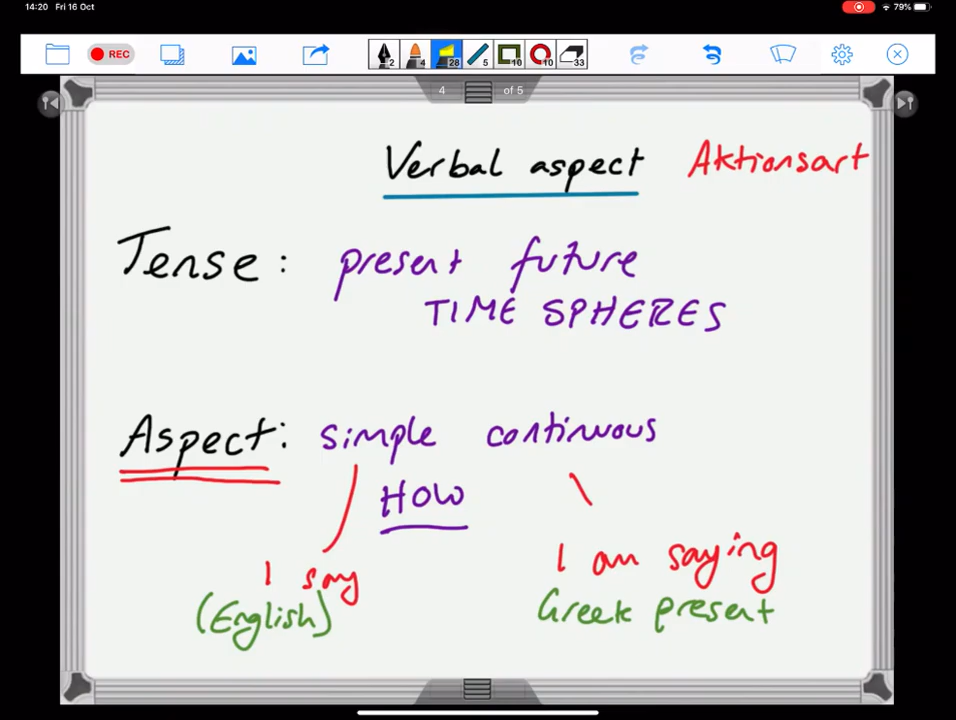 14:20 Fri 16 Oct 79%
REC 2 4 28 5 10 10 33
4 of 5
Verbal aspect Aktionsart
Tense: present future
TIME SPHERES
Aspect: simple continuous
HOW
I say I am saying
(English) Greek present